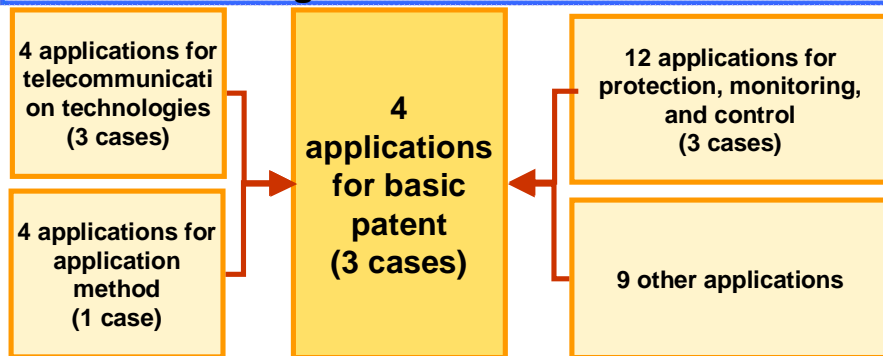 4 applications for
telecommunicati
on technologies
(3 cases)
4 applications for
application
method
(1 case)
4
applications
for basic
patent
(3 cases)
12 applications for
protection, monitoring,
and control
(3 cases)
9 other applications